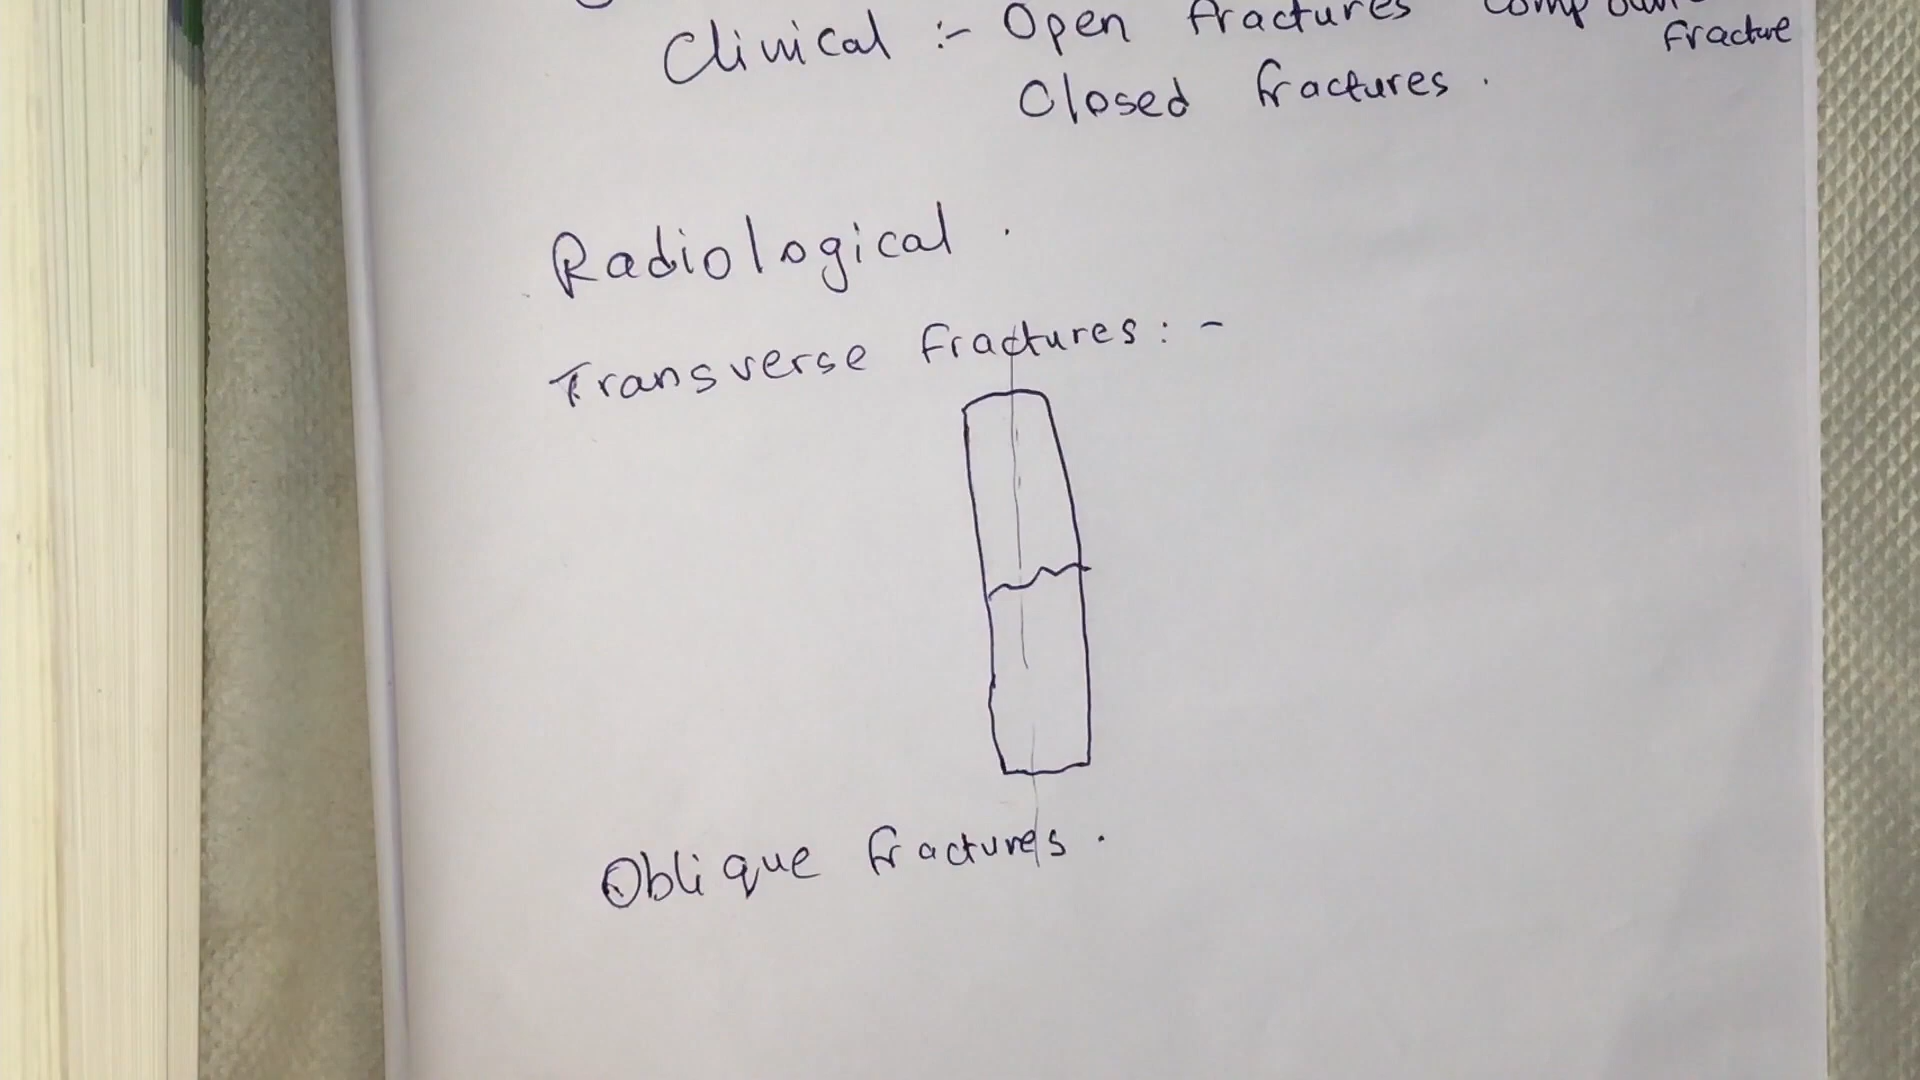 Clinical :- Open fractures
fracture
Closed fractures.
Radiological.
Transverse fractures: -
Oblique fractures.